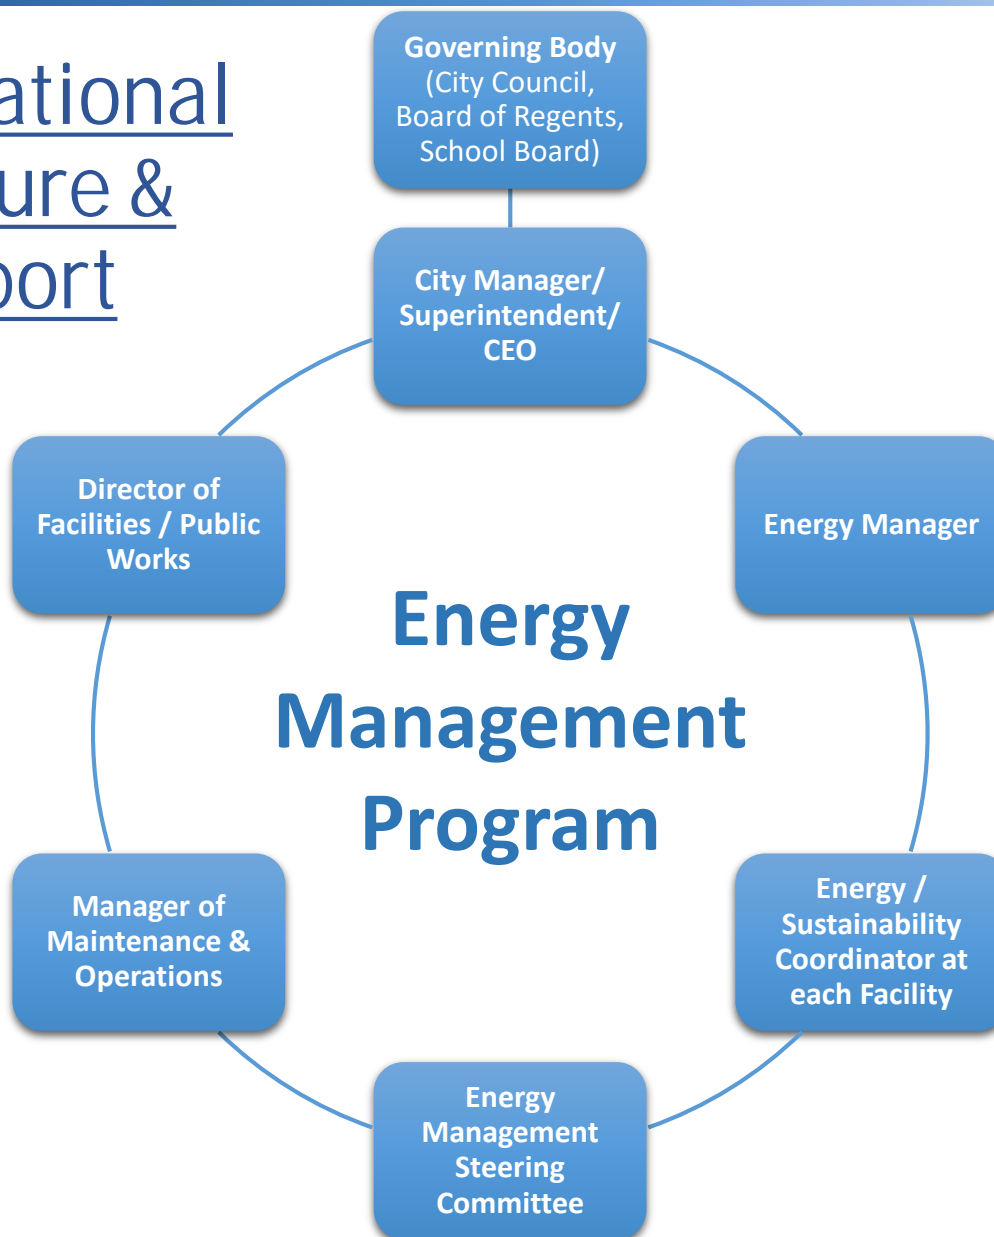 ational
ure &
port
Governing Body
(City Council,
Board of Regents,
School Board)
City Manager/
Superintendent/
CEO
Director of
Facilities / Public
Works
Energy Manager
Energy
Management
Program
Manager of
Maintenance &
Operations
Energy /
Sustainability
Coordinator at
each Facility
Energy
Management
Steering
Committee